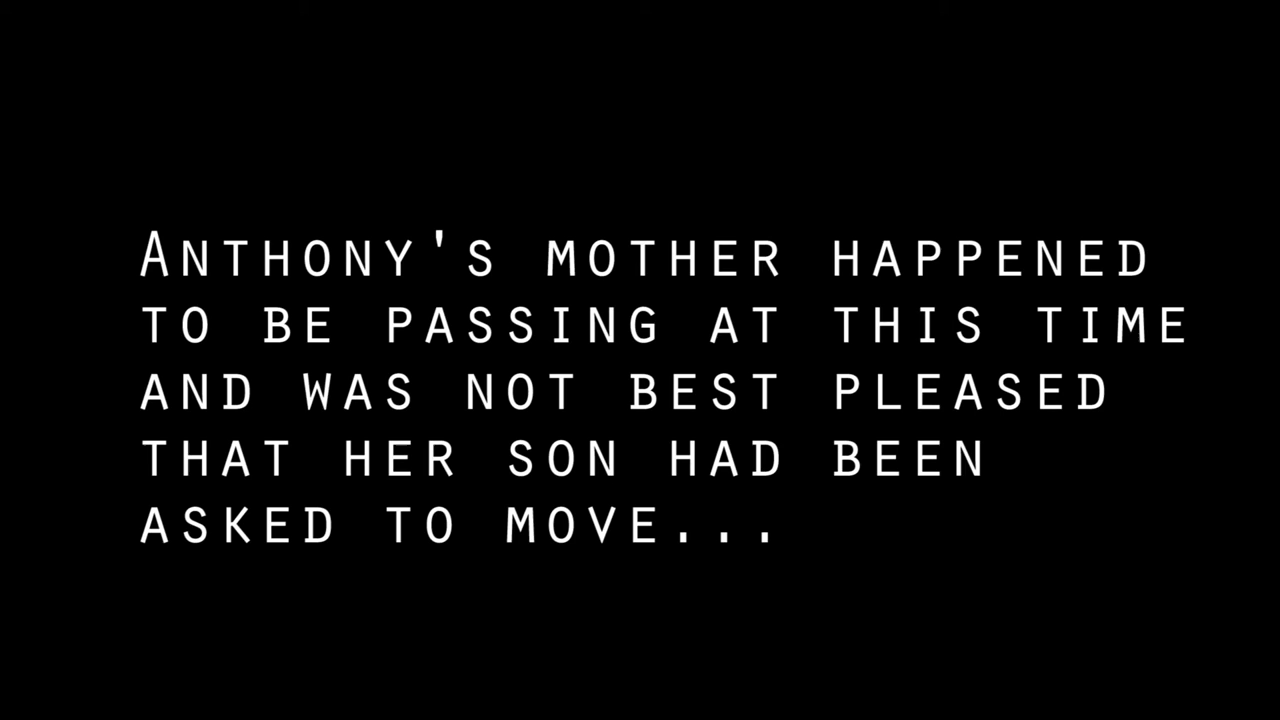 Anthony's mother happened
to be passing at this time
and was not best pleased
that her son had been
asked to move...